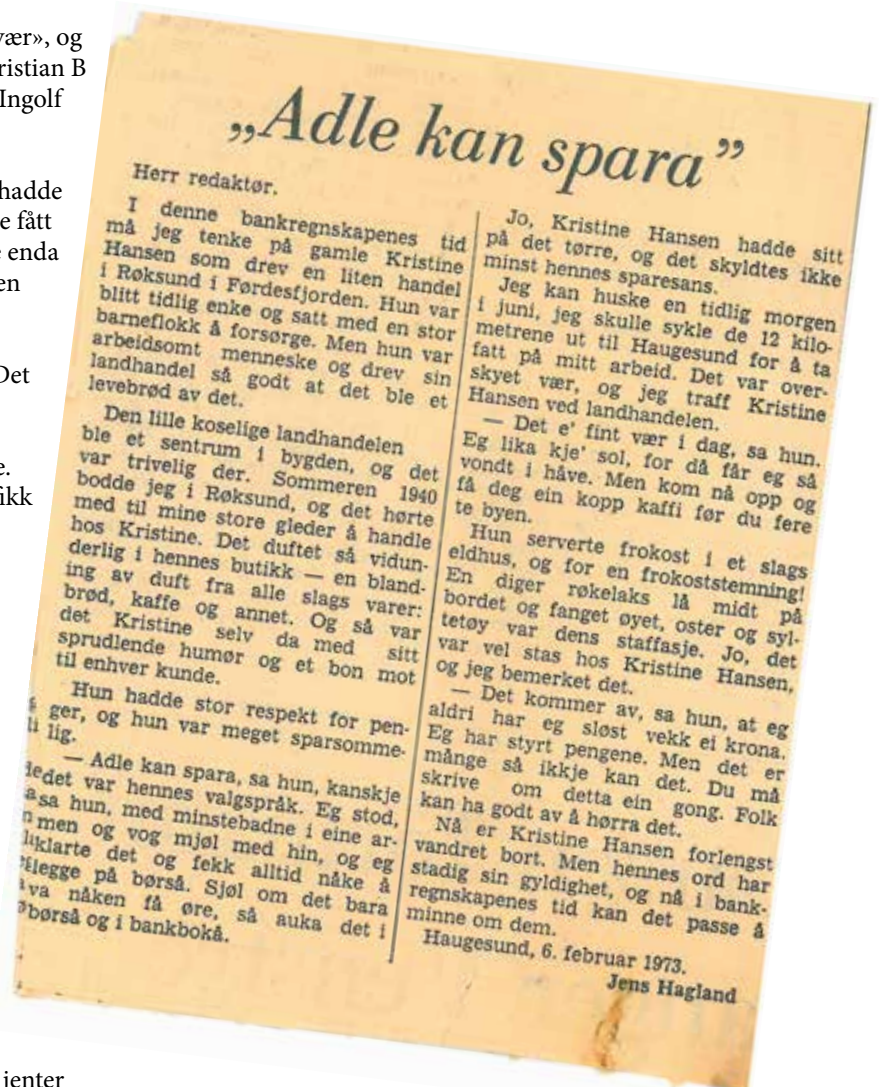 vær», og
ristian B
Ingolf
hadde
e fått
enda
en
Det
e.
fikk
jenter
„Adle kan spara”
Herr redaktør.
I denne bankregnskapenes tid
må jeg tenke på gamle Kristine
Hansen som drev en liten handel
i Røksund i Førdesfjorden. Hun var
blitt tidlig enke og satt med en stor
barneflokk å forsørge. Men hun var
arbeidsomt menneske og drev sin
landhandel så godt at det ble et
levebrød av det.
Den lille koselige landhandelen
ble et sentrum i bygden, og det
var trivelig der. Sommeren 1940
bodde jeg i Røksund, og det hørte
med til mine store gleder å handle
hos Kristine. Det duftet så vidun-
derlig i hennes butikk — en bland-
ing av duft fra alle slags varer:
brød, kaffe og annet. Og så var
det Kristine selv da med sitt
sprudlende humør og et bon mot
til enhver kunde.
Hun hadde stor respekt for pen-
ger, og hun var meget sparsomme-
lig.
— Adle kan spara, sa hun, kanskje
det var hennes valgspråk. Eg stod,
sa hun, med minstebadne i eine ar-
men og vog mjøl med hin, og eg
klarte det og fekk alltid nåke å
legge på børså. Sjøl om det bara
va nåken få øre, så auka det i
børså og i bankbokå.
Jo, Kristine Hansen hadde sitt
på det tørre, og det skyldtes ikke
minst hennes sparesans.
Jeg kan huske en tidlig morgen
i juni, jeg skulle sykle de 12 kilo-
metrene ut til Haugesund for å ta
fatt på mitt arbeid. Det var over-
skyet vær, og jeg traff Kristine
Hansen ved landhandelen.
— Det e' fint vær i dag, sa hun.
Eg lika kje' sol, for då får eg så
vondt i håve. Men kom nå opp og
få deg ein kopp kaffi før du fere
te byen.
Hun serverte frokost i et slags
eldhus, og for en frokoststemning!
En diger røkelaks lå midt på
bordet og fanget øyet, oster og syl-
tetøy var dens staffasje. Jo, det
var vel stas hos Kristine Hansen,
og jeg bemerket det.
— Det kommer av, sa hun, at eg
aldri har eg sløst vekk ei krona.
Eg har styrt pengene. Men det er
månge så ikkje kan det. Du må
skrive om detta ein gong. Folk
kan ha godt av å hørra det.
Nå er Kristine Hansen forlengst
vandret bort. Men hennes ord har
stadig sin gyldighet, og nå i bank-
regnskapenes tid kan det passe å
minne om dem.
Haugesund, 6. februar 1973.
Jens Hagland